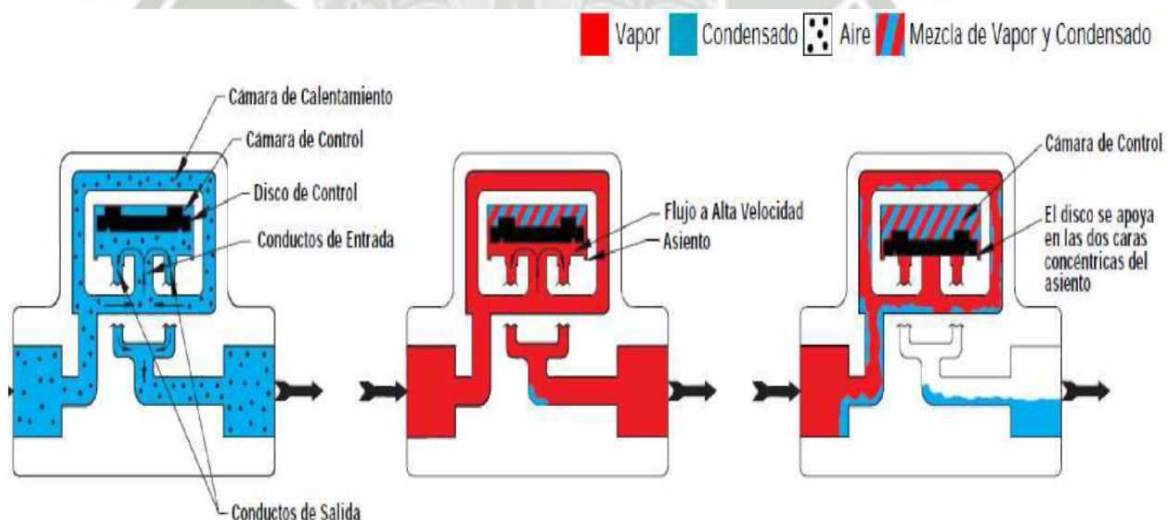 Vapor Condensado Aire Mezcla de Vapor y Condensado
Cámara de Calentamiento
Cámara de Control
Disco de Control
Conductos de Entrada
Conductos de Salida
Flujo a Alta Velocidad
Asiento
Cámara de Control
El disco se apoya
en las dos caras
concéntricas del
asiento